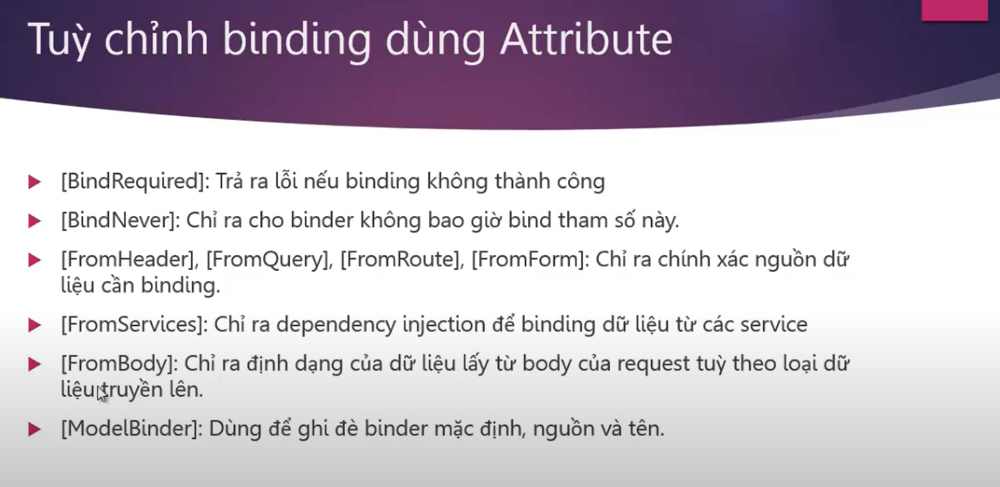 Tuỳ chỉnh binding dùng Attribute
[BindRequired]: Trả ra lỗi nếu binding không thành công
[BindNever]: Chỉ ra cho binder không bao giờ bind tham số này.
[FromHeader], [FromQuery], [FromRoute], [FromForm]: Chỉ ra chính xác nguồn dữ
liệu cần binding.
[FromServices]: Chỉ ra dependency injection để binding dữ liệu từ các service
[FromBody]: Chỉ ra định dạng của dữ liệu lấy từ body của request tuỳ theo loại dữ
liệu truyền lên.
[ModelBinder]: Dùng để ghi đè binder mặc định, nguồn và tên.